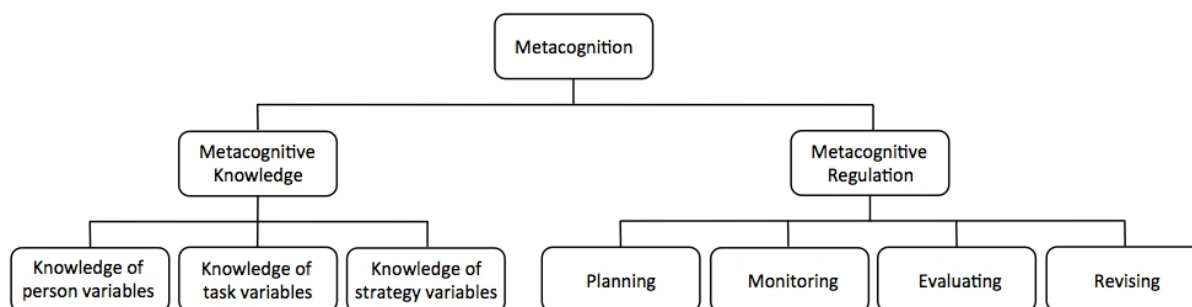 Metacognition
Metacognitive
Knowledge
Metacognitive
Regulation
Knowledge of
person variables
Knowledge of
task variables
Knowledge of
strategy variables
Planning
Monitoring
Evaluating
Revising